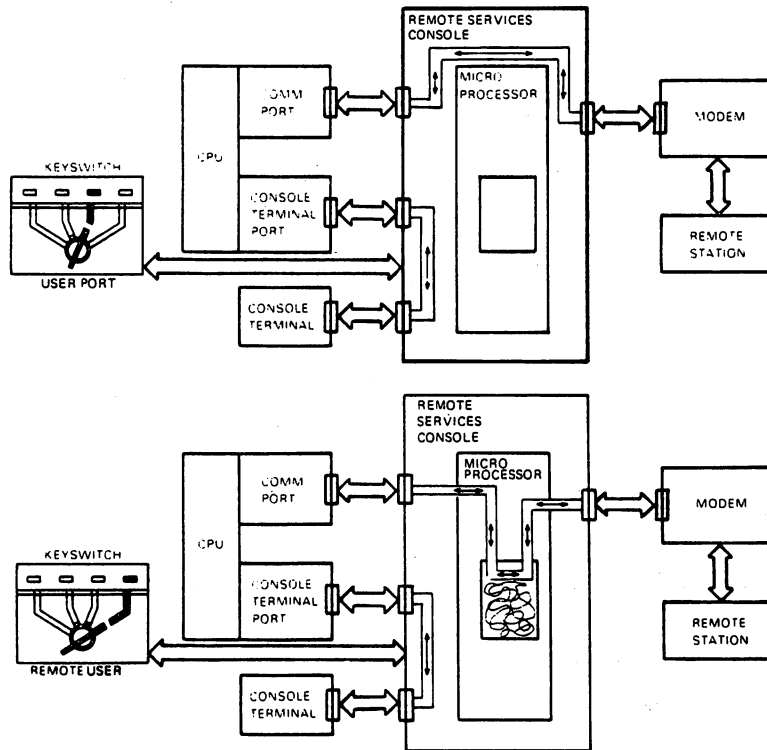 REMOTE SERVICES
CONSOLE
COMM
PORT
MICRO
PROCESSOR
MODEM
CPU
KEYSWITCH
CONSOLE
TERMINAL
PORT
REMOTE
STATION
USER PORT
CONSOLE
TERMINAL
REMOTE
SERVICES
CONSOLE
COMM
PORT
MICRO
PROCESSOR
MODEM
CPU
KEYSWITCH
CONSOLE
TERMINAL
PORT
REMOTE
STATION
REMOTE USER
CONSOLE
TERMINAL